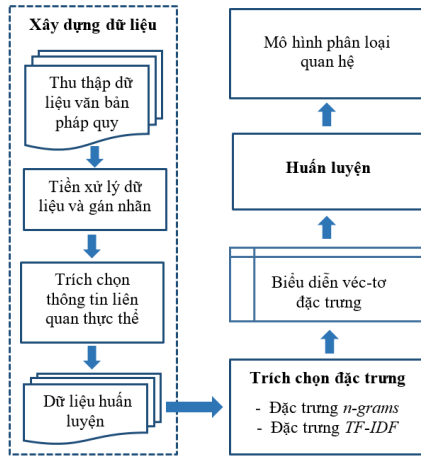 Xây dựng dữ liệu
Thu thập dữ
liệu văn bản
pháp quy
Tiền xử lý dữ
liệu và gán nhãn
Trích chọn
thông tin liên
quan thực thể
Dữ liệu huấn
luyện
Trích chọn đặc trưng
- Đặc trưng n-grams
- Đặc trưng TF-IDF
Biểu diễn véc-tơ
đặc trưng
Huấn luyện
Mô hình phân loại
quan hệ